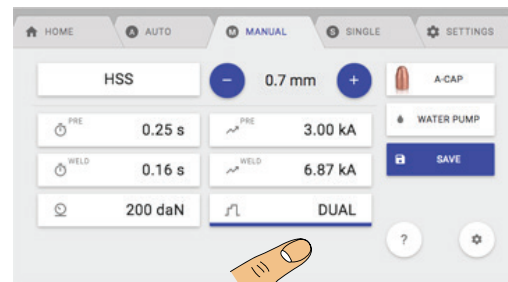 HOME
A AUTO
M MANUAL
S SINGLE
SETTINGS
HSS
- 0.7 mm +
A-CAP
PRE 0.25 s
PRE 3.00 kA
WATER PUMP
WELD 0.16 s
WELD 6.87 kA
SAVE
200 daN
DUAL
?